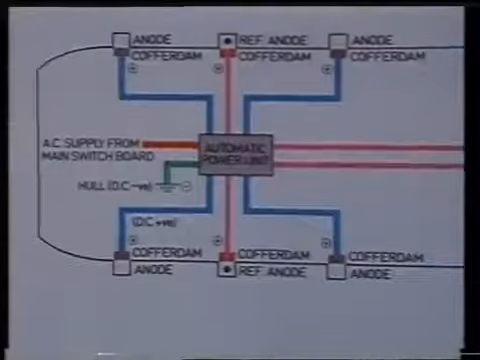 ANODE
COFFERDAM
REF. ANODE
COFFERDAM
ANODE
COFFERDAM
A.C. SUPPLY FROM
MAIN SWITCH BOARD
AUTOMATIC
POWER UNIT
HULL (D.C -ve)
(D.C +ve)
COFFERDAM
ANODE
COFFERDAM
REF. ANODE
COFFERDAM
ANODE